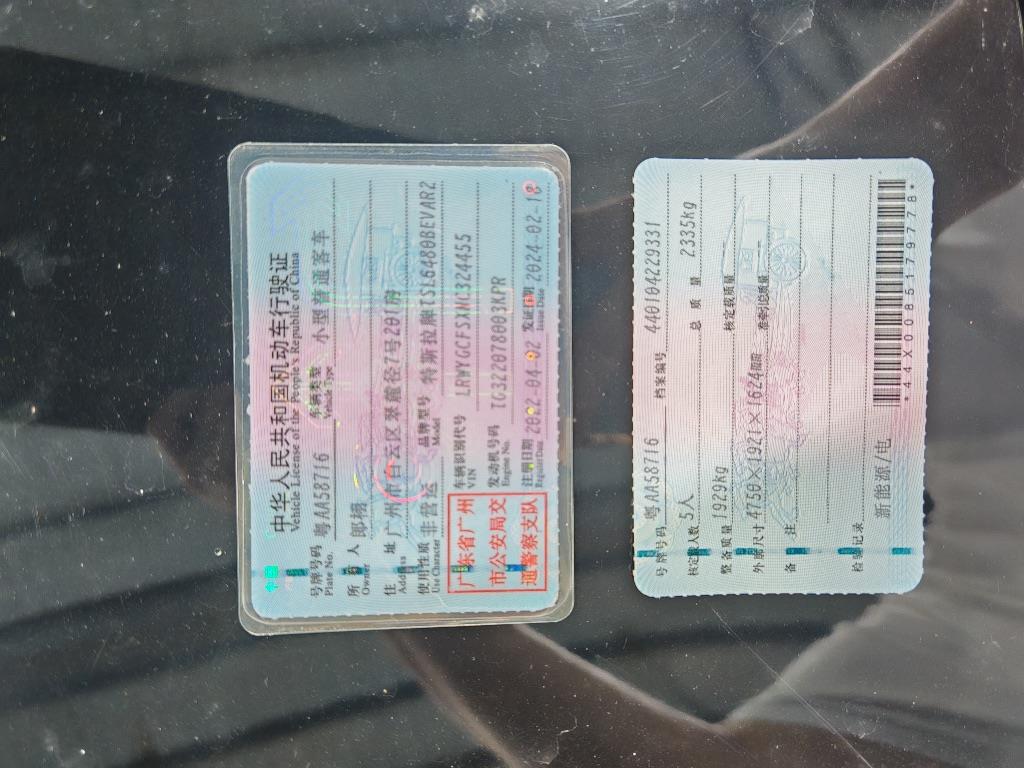 中华人民共和国机动车行驶证
Vehicle License of the People's Republic of China
号牌号码 粤AA58716 车辆类型 小型普通客车
Plate No. Vehicle Type
所 人 郎杨
Owner
住 址 广州市白云区翠麓径7号201房
Address
使用性质 非营运 品牌型号 特斯拉牌TSL6480BEVAR2
Use Character Model
广东省广州
市公安局交
通警察支队
车辆识别代号 LRWYGCFSXNC324455
VIN
发动机号码 TG322078003KPR
Engine No.
注册日期 2022-04-02 发证日期 2024-02-18
Register Date Issue Date
号牌号码 粤AA58716 档案编号 440104229331
核定载人数 5人 总 质 量 2335kg
整备质量 1929kg 核定载质量
外廓尺寸 4750×1921×1624mm 准牵引总质量
备 注
检验记录
新能源/电
*44X0085179778*